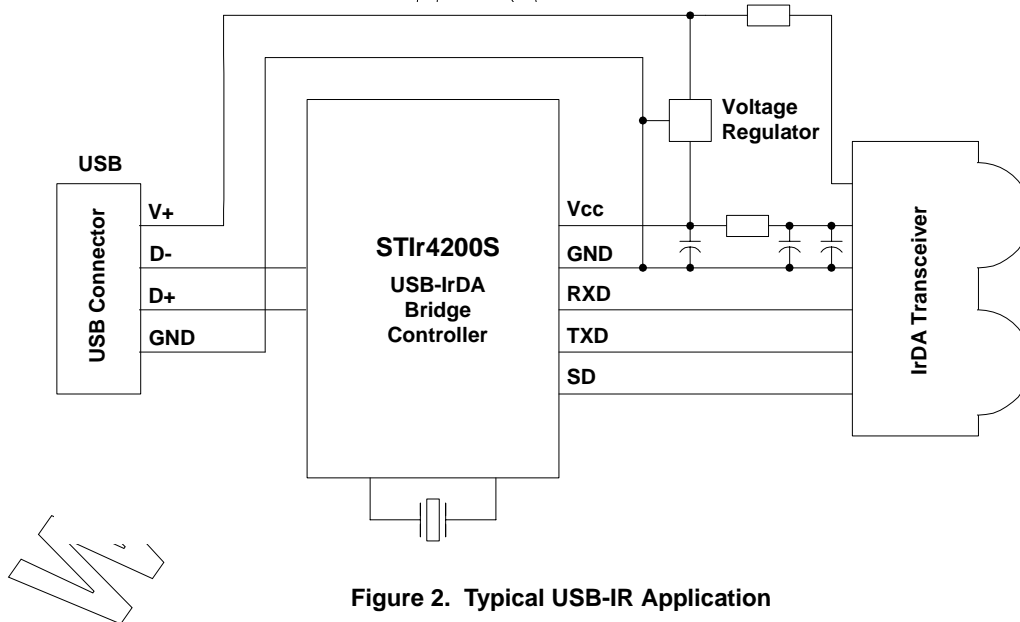 Voltage
Regulator
USB
USB Connector
V+
D-
D+
GND
STIr4200S
USB-IrDA
Bridge
Controller
Vcc
GND
RXD
TXD
SD
IrDA Transceiver
Figure 2. Typical USB-IR Application